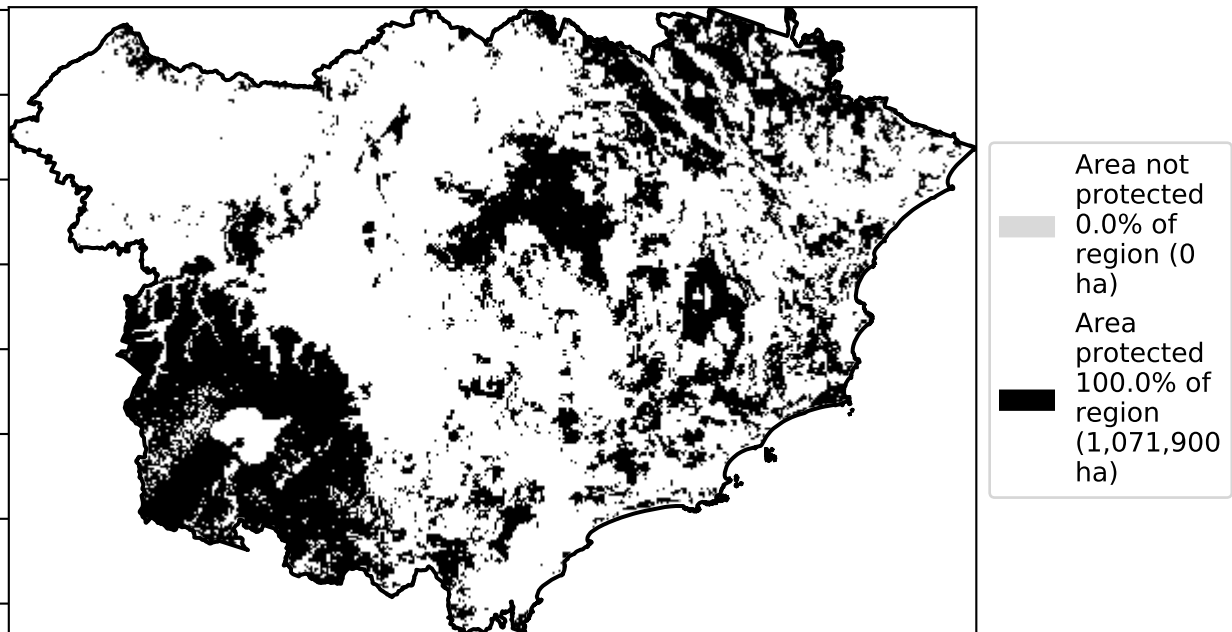 Area not
protected
0.0% of
region (0
ha)
Area
protected
100.0% of
region
(1,071,900
ha)